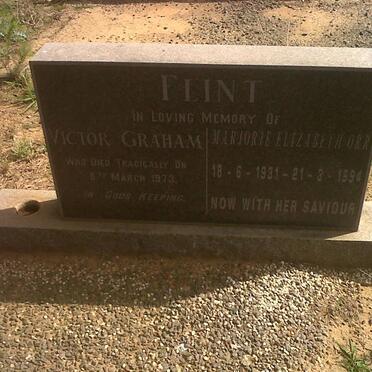 FLINT
IN LOVING MEMORY OF
VICTOR GRAHAM
WHO DIED TRAGICALLY ON
8TH MARCH 1973.
IN GODS KEEPING.
MARJORIE ELIZABETH ORR
18-6-1931-21-3-1994
NOW WITH HER SAVIOUR